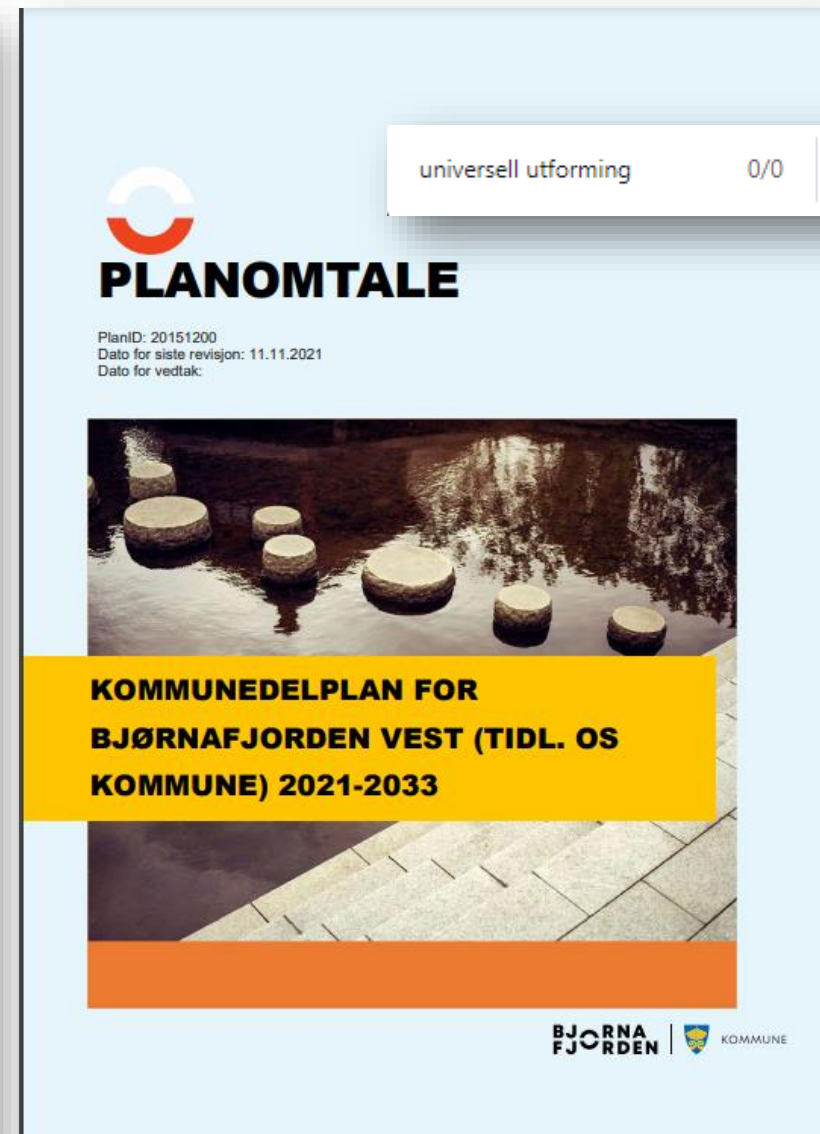 universell utforming 0/0
PLANOMTALE
PlanID: 20151200
Dato for siste revisjon: 11.11.2021
Dato for vedtak:
KOMMUNEDELPLAN FOR
BJØRNAFJORDEN VEST (TIDL. OS
KOMMUNE) 2021-2033
BJORNA
FJORDEN
KOMMUNE